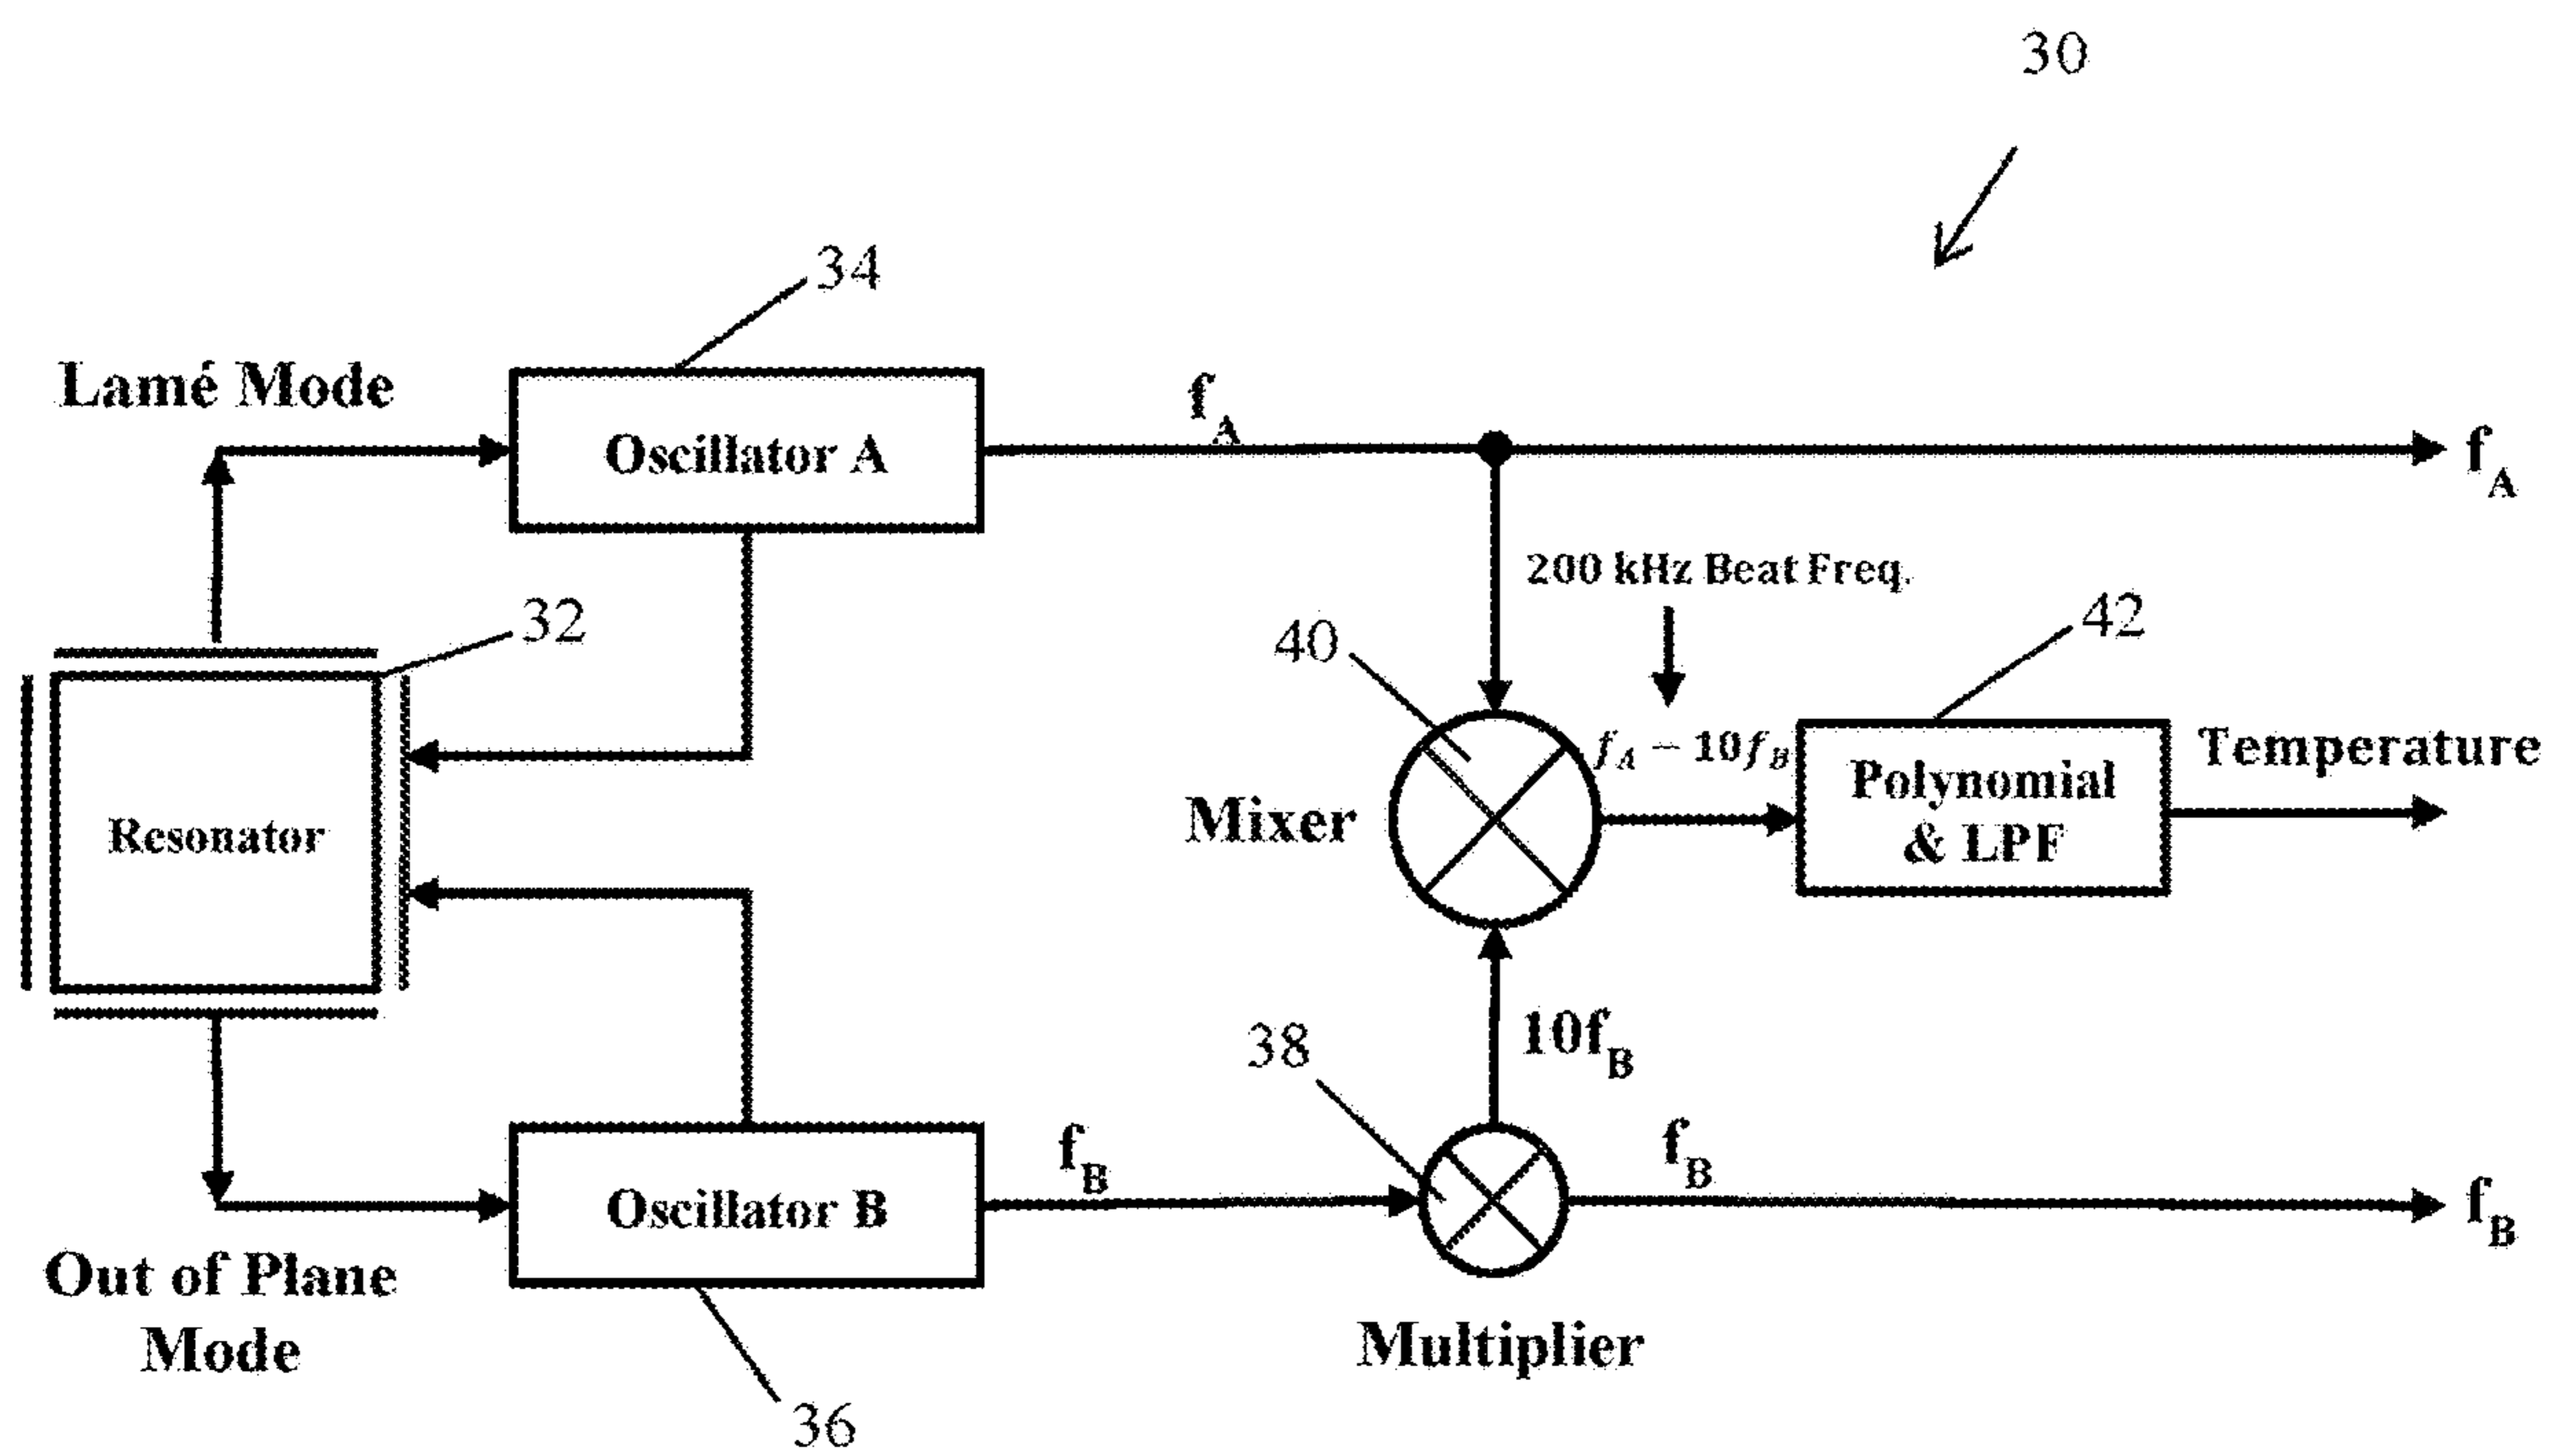 30
34
Lamé Mode
f_A
Oscillator A
f_A
200 kHz Beat Freq.
32
40
42
f_A − 10f_B
Temperature
Polynomial
& LPF
Mixer
Resonator
10f_B
38
f_B
f_B
Oscillator B
f_B
Out of Plane
Mode
Multiplier
36